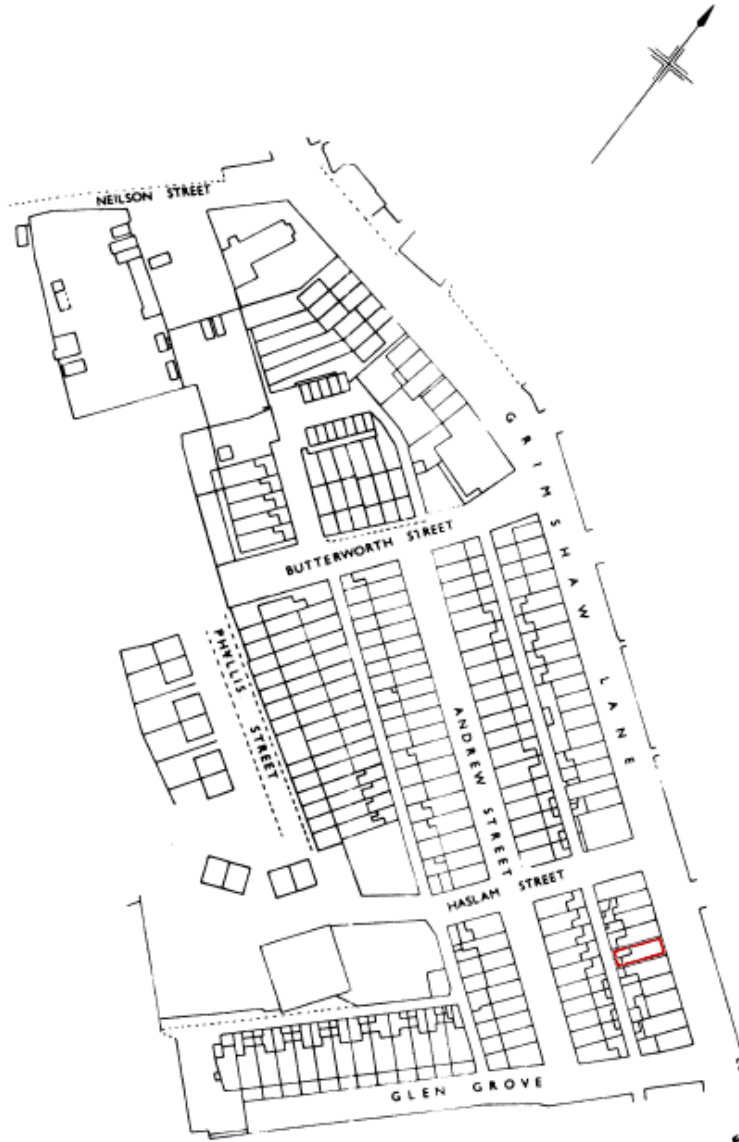 NEILSON STREET
GRIMSHAW LANE
BUTTERWORTH STREET
PHYLLIS STREET
ANDREW STREET
HASLAM STREET
GLEN GROVE